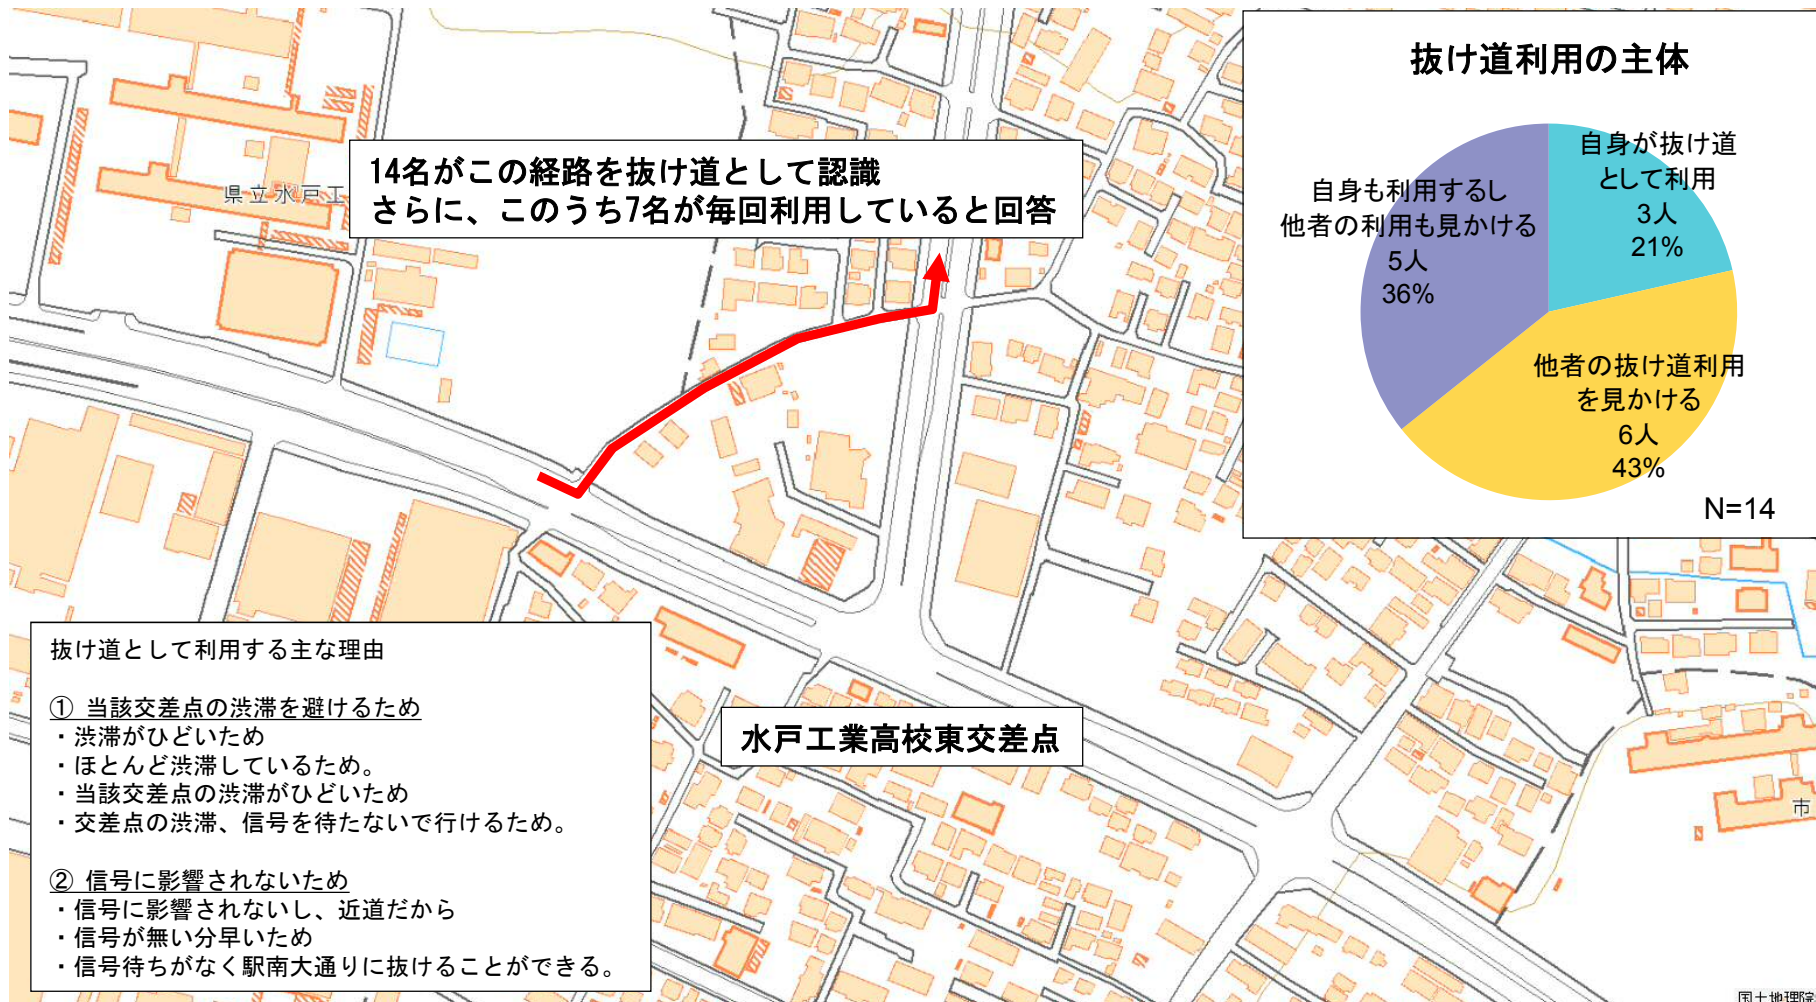 抜け道利用の主体
自身が抜け道
として利用
3人
21%
自身も利用するし
他者の利用も見かける
5人
36%
他者の抜け道利用
を見かける
6人
43%
N=14
14名がこの経路を抜け道として認識
さらに、このうち7名が毎回利用していると回答
県立水戸工
抜け道として利用する主な理由
① 当該交差点の渋滞を避けるため
・渋滞がひどいため
・ほとんど渋滞しているため。
・当該交差点の渋滞がひどいため
・交差点の渋滞、信号を待たないで行けるため。
② 信号に影響されないため
・信号に影響されないし、近道だから
・信号が無い分早いため
・信号待ちがなく駅南大通りに抜けることができる。
水戸工業高校東交差点
市
国土地理院